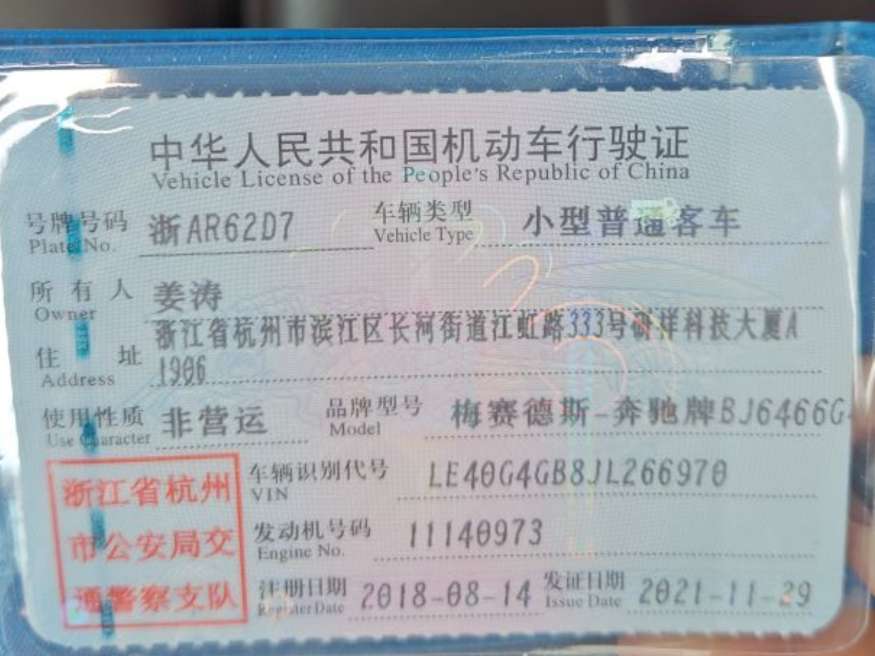 中华人民共和国机动车行驶证
Vehicle License of the People's Republic of China
号牌号码 浙AR62D7 车辆类型 小型普通客车
Plate No. Vehicle Type
所有人 姜涛
Owner
浙江省杭州市滨江区长河街道江虹路333号研祥科技大厦A
住址 1906
Address
使用性质 非营运 品牌型号 梅赛德斯-奔驰牌BJ6466G
Use Character Model
浙江省杭州 车辆识别代号 LE40G4GB8JL266970
VIN
市公安局交 发动机号码 11140973
Engine No.
通警察支队 注册日期 2018-08-14 发证日期 2021-11-29
Register Date Issue Date